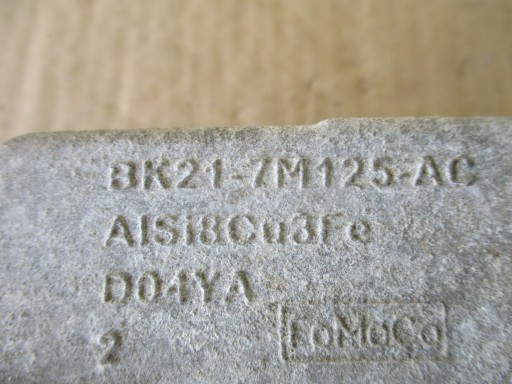 BK21-7M125-AC
AlSi8Cu3Fe
D04YA
2
FoMoCo